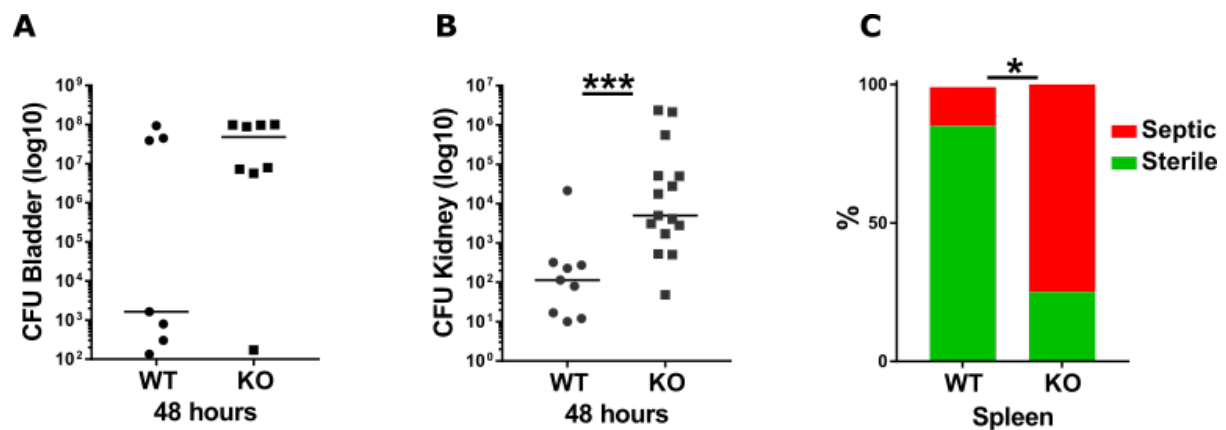 A
CFU Bladder (log10)
10⁹
10⁸
10⁷
10⁶
10⁵
10⁴
10³
10²
WT
KO
48 hours
B
CFU Kidney (log10)
10⁷
10⁶
10⁵
10⁴
10³
10²
10¹
10⁰
***
WT
KO
48 hours
C
%
100
50
0
*
WT
KO
Spleen
Septic
Sterile